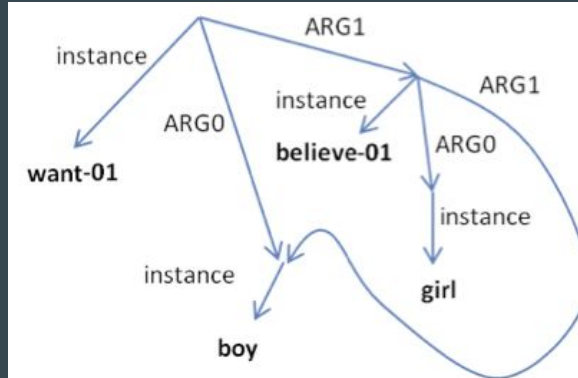 ARG1
instance
ARG1
ARG0
instance
believe-01
ARG0
want-01
instance
instance
girl
boy